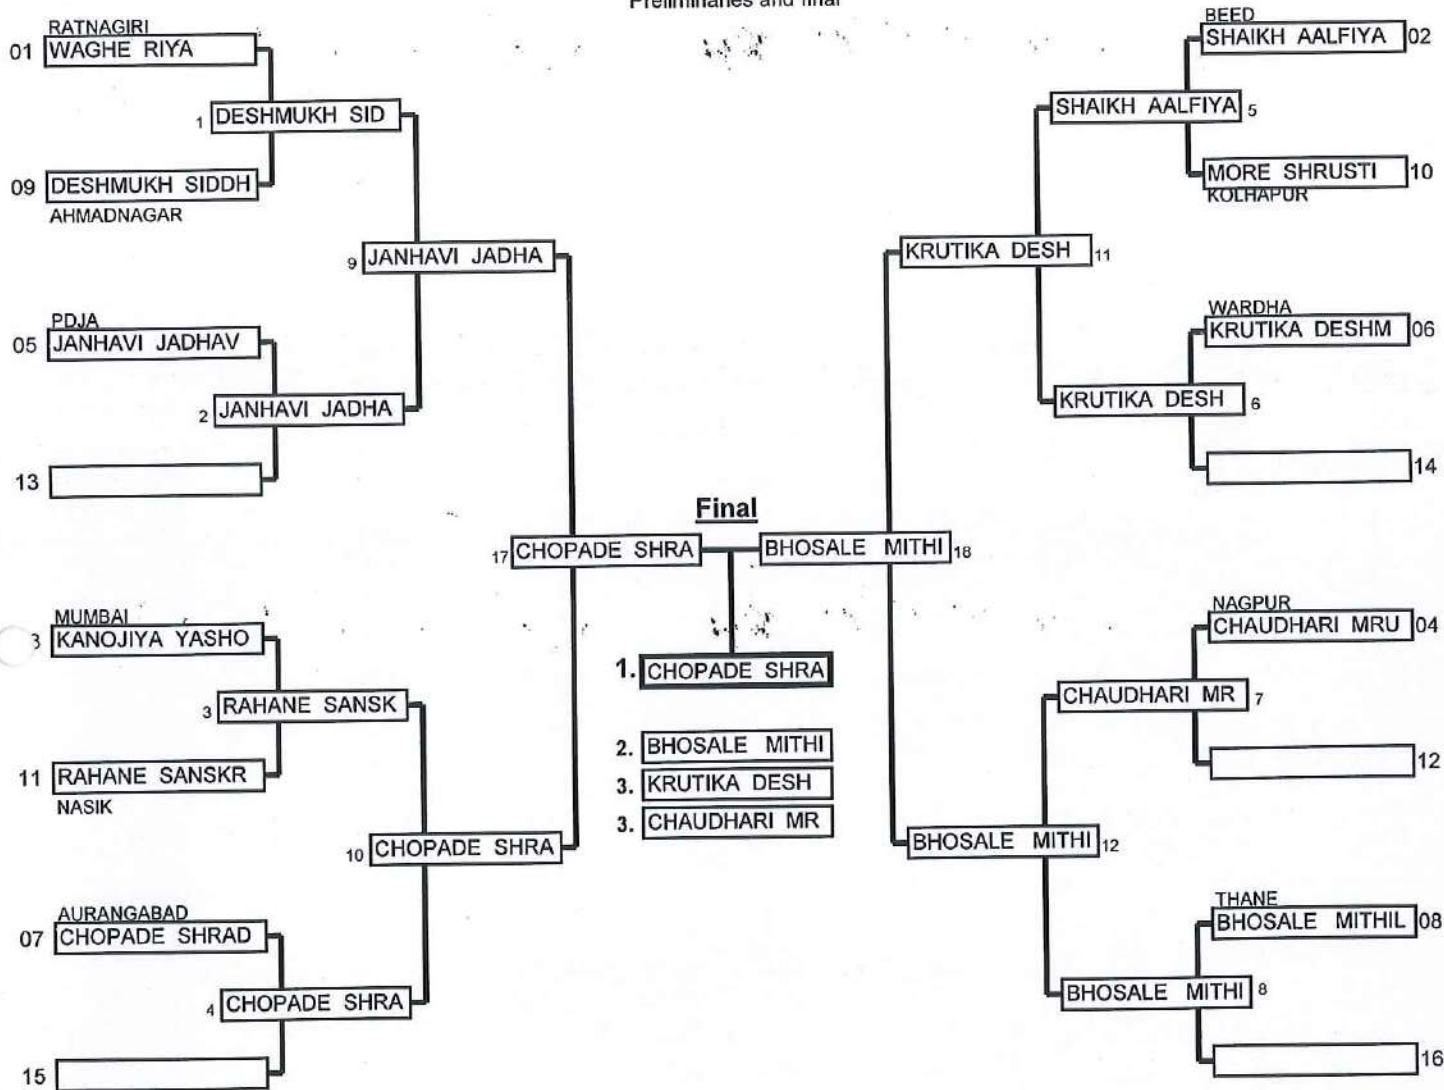 Preliminaries and final
RATNAGIRI
01 WAGHE RIYA
1 DESHMUKH SID
09 DESHMUKH SIDDH
AHMADNAGAR
9 JANHAVI JADHA
PDJA
05 JANHAVI JADHAV
2 JANHAVI JADHA
13
17 CHOPADE SHRA
MUMBAI
3 KANOJIYA YASHO
3 RAHANE SANSK
11 RAHANE SANSKR
NASIK
10 CHOPADE SHRA
AURANGABAD
07 CHOPADE SHRAD
4 CHOPADE SHRA
15
Final
1. CHOPADE SHRA
2. BHOSALE MITHI
3. KRUTIKA DESH
3. CHAUDHARI MR
BEED
SHAIKH AALFIYA 02
SHAIKH AALFIYA 5
MORE SHRUSTI 10
KOLHAPUR
KRUTIKA DESH 11
WARDHA
KRUTIKA DESHM 06
KRUTIKA DESH 6
14
BHOSALE MITHI 18
NAGPUR
CHAUDHARI MRU 04
CHAUDHARI MR 7
12
BHOSALE MITHI 12
THANE
BHOSALE MITHIL 08
BHOSALE MITHI 8
16